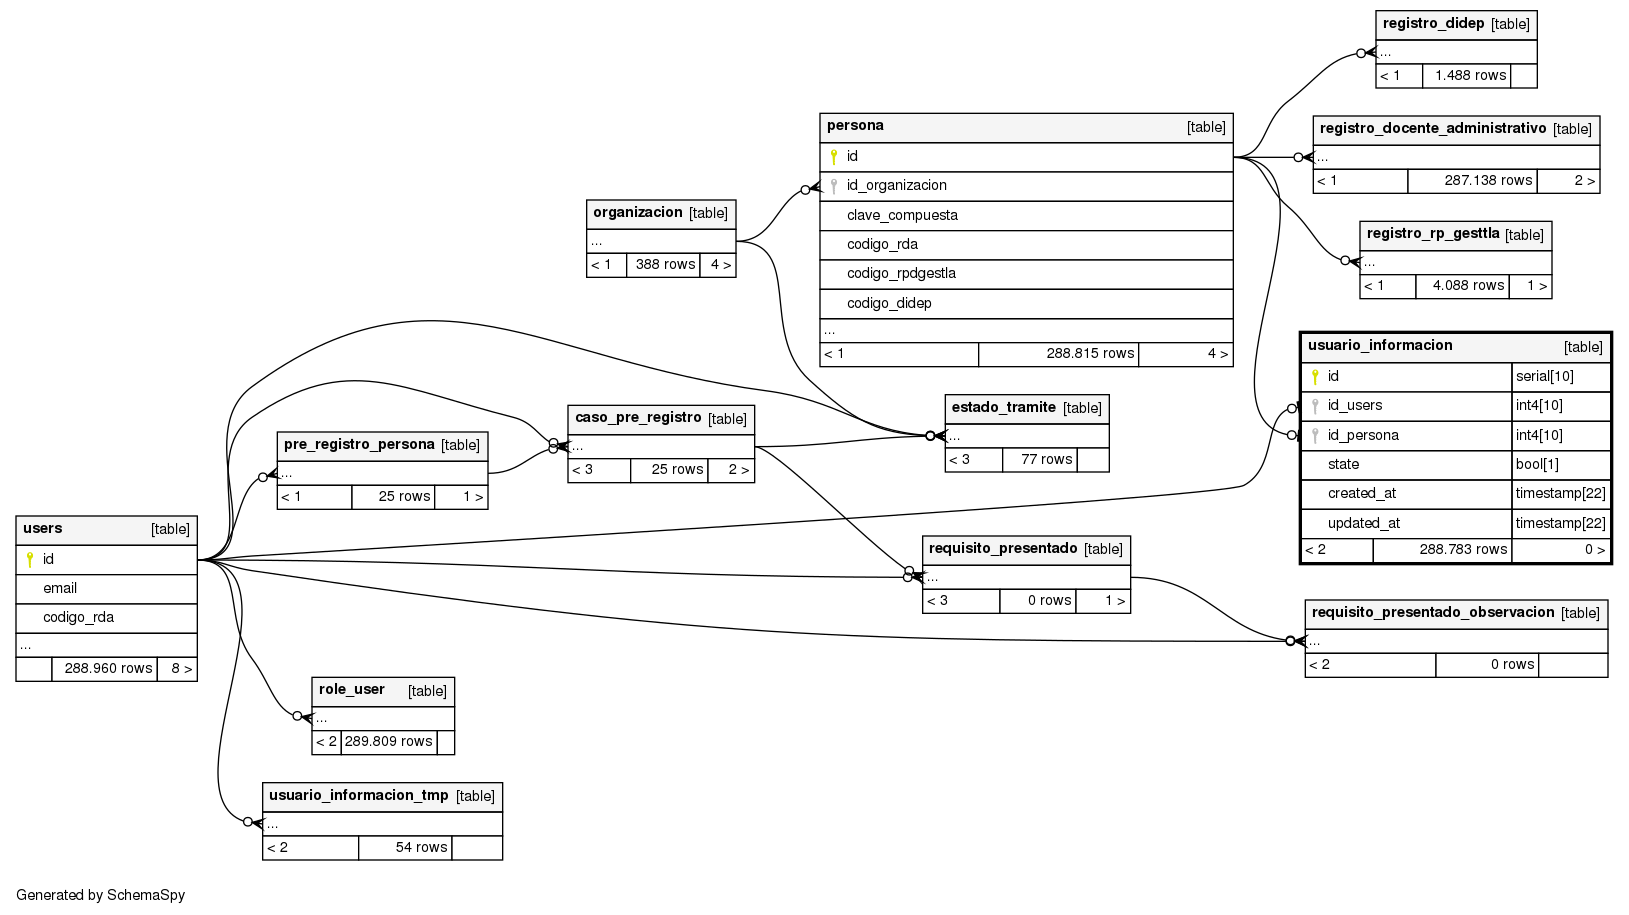 registro_didep [table]
...
< 1 1.488 rows
persona [table]
id
id_organizacion
clave_compuesta
codigo_rda
codigo_rpdgestla
codigo_didep
...
< 1 288.815 rows 4 >
registro_docente_administrativo [table]
...
< 1 287.138 rows 2 >
organizacion [table]
...
< 1 388 rows 4 >
registro_rp_gesttla [table]
...
< 1 4.088 rows 1 >
usuario_informacion [table]
id serial[10]
id_users int4[10]
id_persona int4[10]
state bool[1]
created_at timestamp[22]
updated_at timestamp[22]
< 2 288.783 rows 0 >
estado_tramite [table]
...
< 3 77 rows
caso_pre_registro [table]
...
< 3 25 rows 2 >
pre_registro_persona [table]
...
< 1 25 rows 1 >
users [table]
id
email
codigo_rda
...
288.960 rows 8 >
requisito_presentado [table]
...
< 3 0 rows 1 >
requisito_presentado_observacion [table]
...
< 2 0 rows
role_user [table]
...
< 2 289.809 rows
usuario_informacion_tmp [table]
...
< 2 54 rows
Generated by SchemaSpy